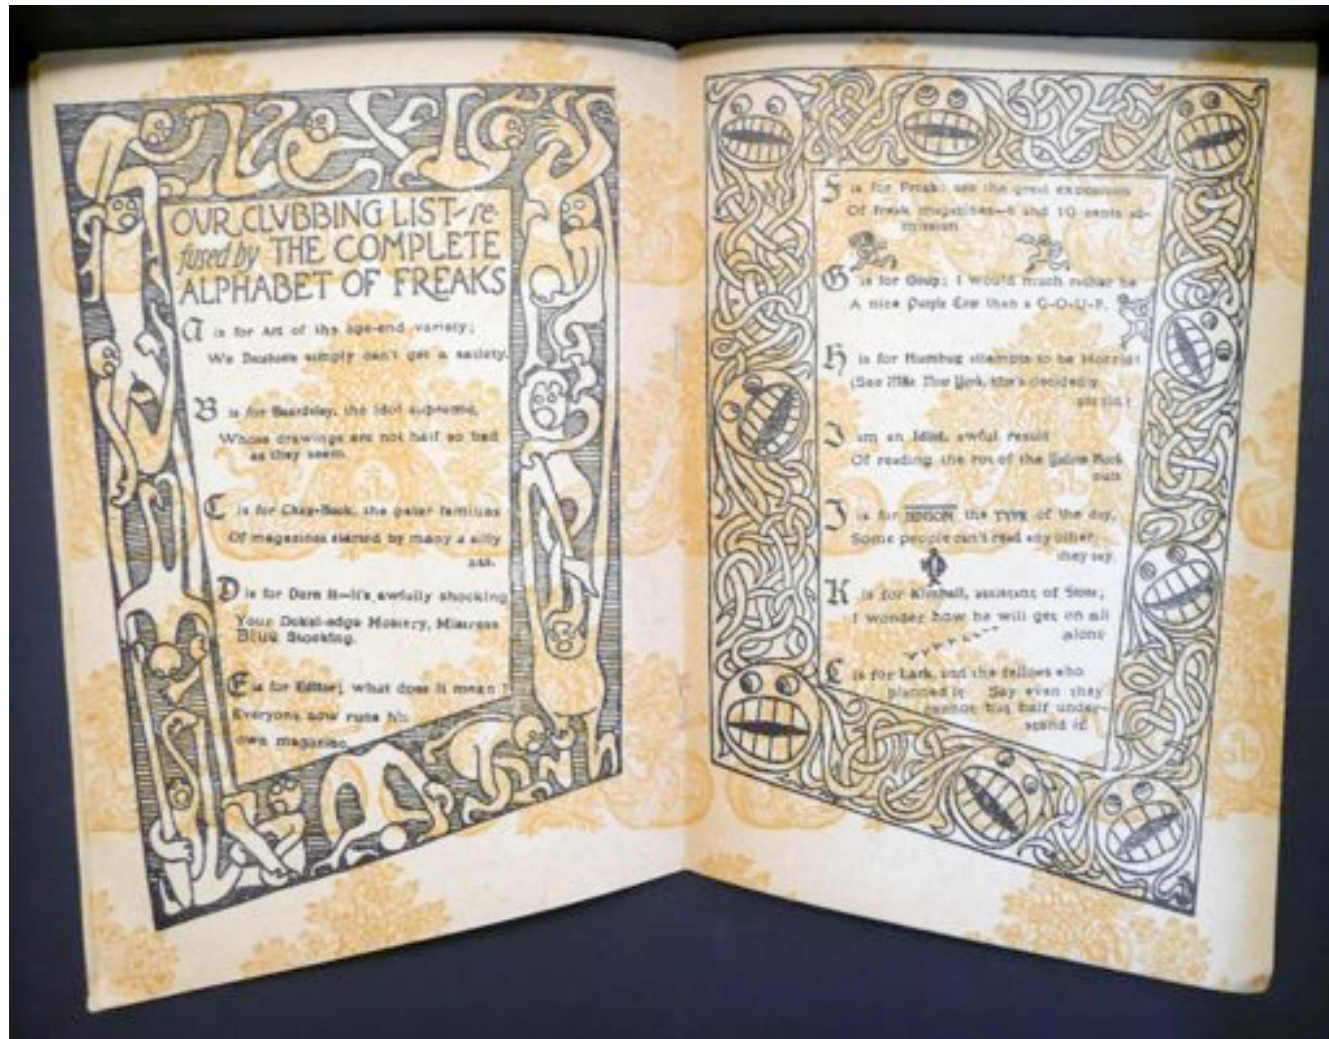 OUR CLVBBING LIST—re-
fused by THE COMPLETE
ALPHABET OF FREAKS
A is for Art of the age-end variety;
We Decadents simply can't get a satiety.
B is for Beardsley, the idol supreme,
Whose drawings are not half so bad
as they seem.
C is for Chap-Book, the pater familias
Of magazines started by many a silly
ass.
D is for Darn It—it's awfully shocking
Your Dekel-edge Hosiery, Mistress
Blue Stocking.
E is for Editor; what does it mean?
Everyone now runs his
own magazine.
F is for Freak; see the great exposition
Of freak magazines—5 and 10 cents ad-
mission
G is for Goup; I would much rather be
A nice Purple Cow than a G-O-U-P.
H is for Humbug attempts to be Horrid;
(See M'lle New York, she's decidedly
I am an Idiot, awful result
Of reading the rot of the Yellow Book
cult
J is for JENSON the TYPE of the day,
Some people can't read any other,
they say.
K is for Kimball, assistant of Stone;
I wonder how he will get on all
alone
L is for Lark, and the fellows who
planned it Say even they
cannot but half under-
stand it!